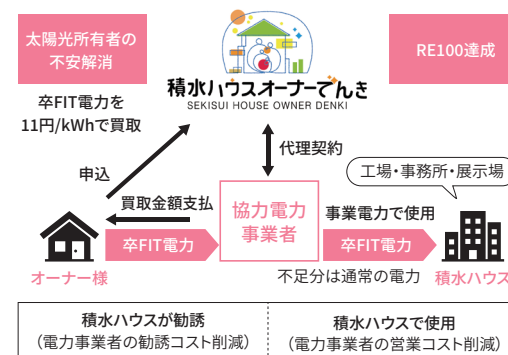 太陽光所有者の
不安解消
RE100達成
積水ハウスオーナーでんき
SEKISUI HOUSE OWNER DENKI
卒FIT電力を
11円/kWhで買取
代理契約
申込
工場・事務所・展示場
買取金額支払
協力電力
事業者
事業電力で使用
卒FIT電力
卒FIT電力
オーナー様
不足分は通常の電力
積水ハウス
積水ハウスが勧誘
（電力事業者の勧誘コスト削減）
積水ハウスで使用
（電力事業者の営業コスト削減）